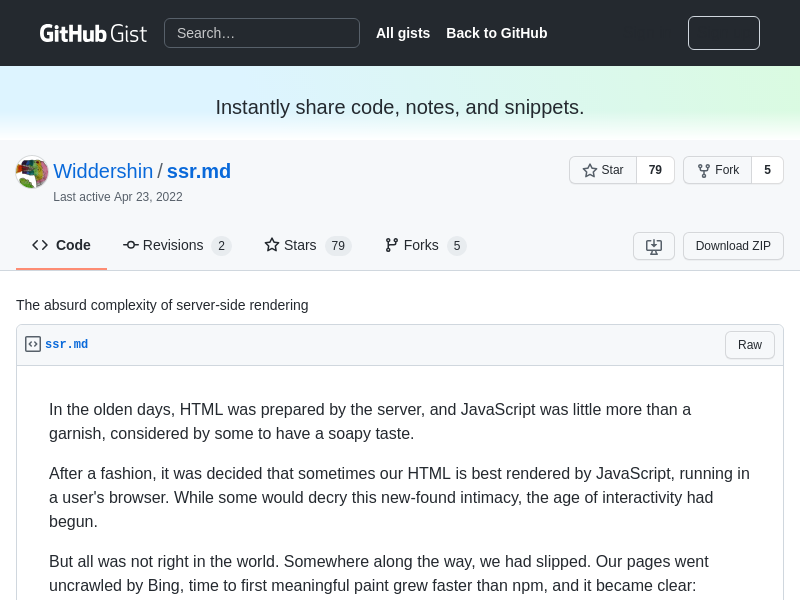 GitHub Gist
Search…
All gists
Back to GitHub
Instantly share code, notes, and snippets.
Widdershin / ssr.md
Star 79
Fork 5
Last active Apr 23, 2022
Code
Revisions 2
Stars 79
Forks 5
Download ZIP
The absurd complexity of server-side rendering
ssr.md
Raw
In the olden days, HTML was prepared by the server, and JavaScript was little more than a
garnish, considered by some to have a soapy taste.
After a fashion, it was decided that sometimes our HTML is best rendered by JavaScript, running in
a user's browser. While some would decry this new-found intimacy, the age of interactivity had
begun.
But all was not right in the world. Somewhere along the way, we had slipped. Our pages went
uncrawled by Bing, time to first meaningful paint grew faster than npm, and it became clear: